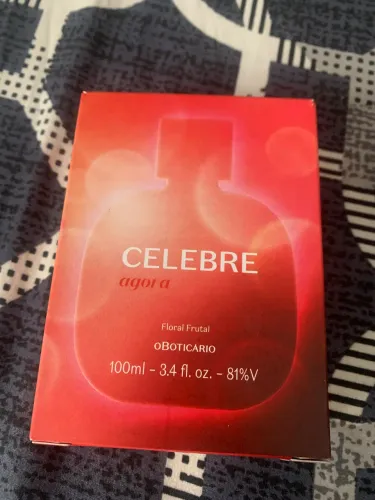 CELEBRE
agora
Floral Frutal
oBOTICÁRIO
100ml - 3.4 fl. oz. - 81%V